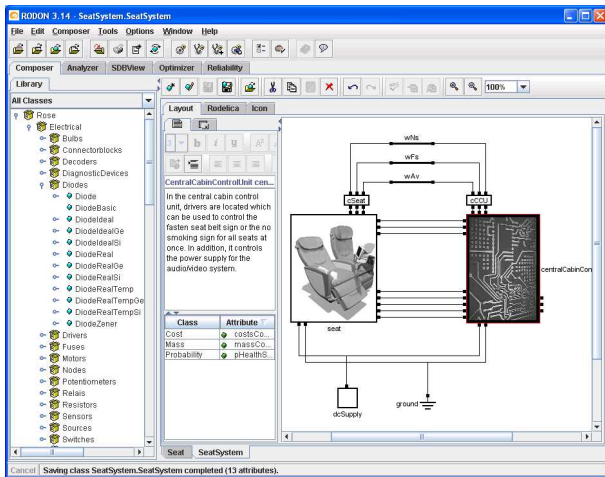 RODON 3.14 - SeatSystem.SeatSystem
File Edit Composer Tools Options Window Help
Composer Analyzer SDBView Optimizer Reliability
Library
100%
All Classes
Rose
Electrical
Bulbs
Connectorblocks
Decoders
DiagnosticDevices
Diodes
Diode
DiodeBasic
DiodeIdeal
DiodeIdealGe
DiodeIdealSi
DiodeReal
DiodeRealGe
DiodeRealSi
DiodeRealTemp
DiodeRealTempGe
DiodeRealTempSi
DiodeZener
Drivers
Fuses
Motors
Nodes
Potentiometers
Relais
Resistors
Sensors
Sources
Switches
Layout Rodelica Icon
3 b i u A²
CentralCabinControlUnit cen...
In the central cabin control
unit, drivers are located which
can be used to control the
fasten seat belt sign or the no
smoking sign for all seats at
once. In addition, it controls
the power supply for the
audio/video system.
Class Attribute
Cost costsCo...
Mass massCo...
Probability pHealthS...
wNs
wFs
wAv
cSeat cCCU
centralCabinCon
seat
dcSupply
ground
Seat SeatSystem
Cancel Saving class SeatSystem.SeatSystem completed (13 attributes).